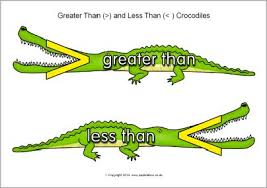 Greater Than (>) and Less Than (< ) Crocodiles
greater than
less than